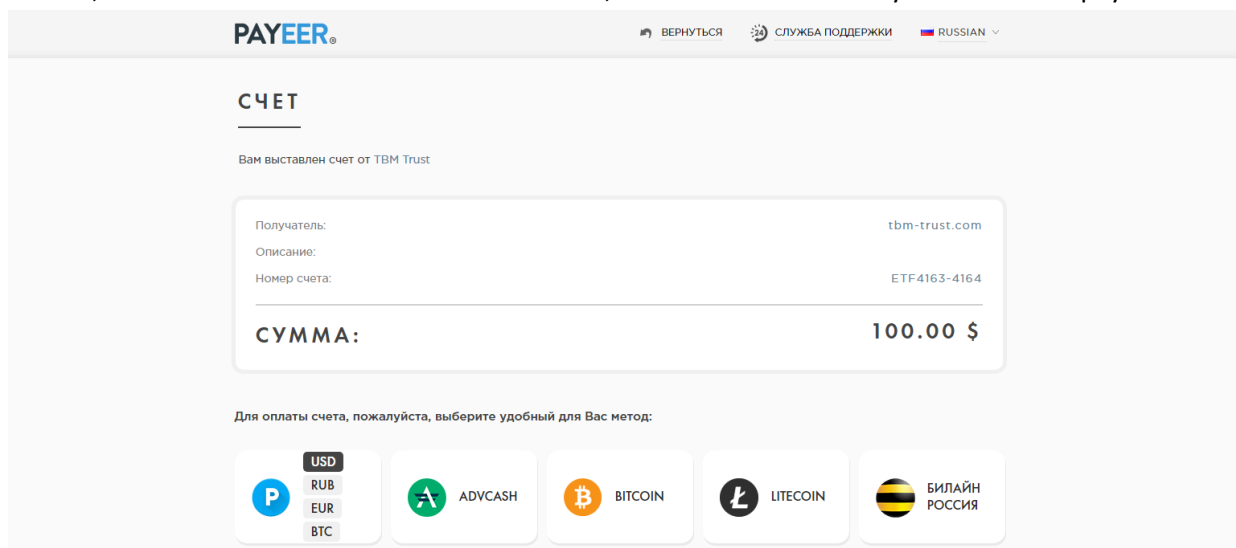 PAYEER®
ВЕРНУТЬСЯ
24 СЛУЖБА ПОДДЕРЖКИ
RUSSIAN
СЧЕТ
Вам выставлен счет от TBM Trust
Получатель: tbm-trust.com
Описание:
Номер счета: ETF4163-4164
СУММА: 100.00 $
Для оплаты счета, пожалуйста, выберите удобный для Вас метод:
P
USD
RUB
EUR
BTC
ADVCASH
BITCOIN
LITECOIN
БИЛАЙН
РОССИЯ